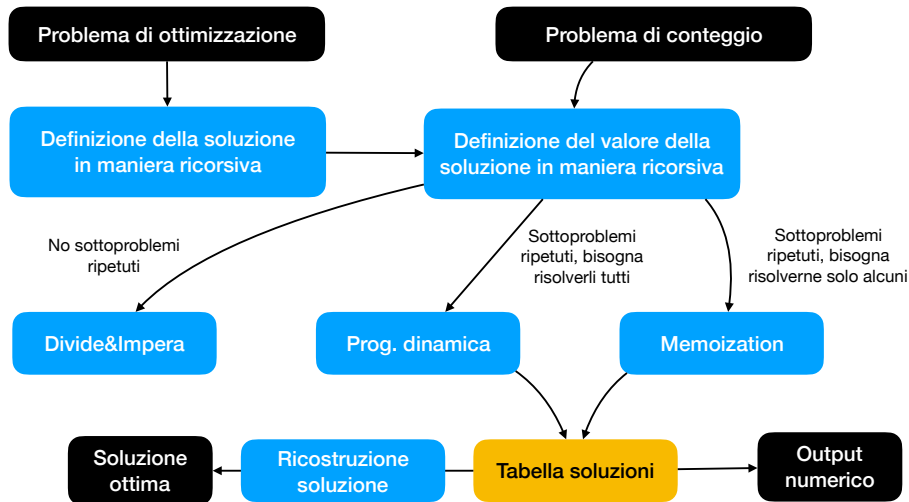 Problema di ottimizzazione
Problema di conteggio
Definizione della soluzione
in maniera ricorsiva
Definizione del valore della
soluzione in maniera ricorsiva
No sottoproblemi
ripetuti
Sottoproblemi
ripetuti, bisogna
risolverli tutti
Sottoproblemi
ripetuti, bisogna
risolverne solo alcuni
Divide&Impera
Prog. dinamica
Memoization
Soluzione
ottima
Ricostruzione
soluzione
Tabella soluzioni
Output
numerico